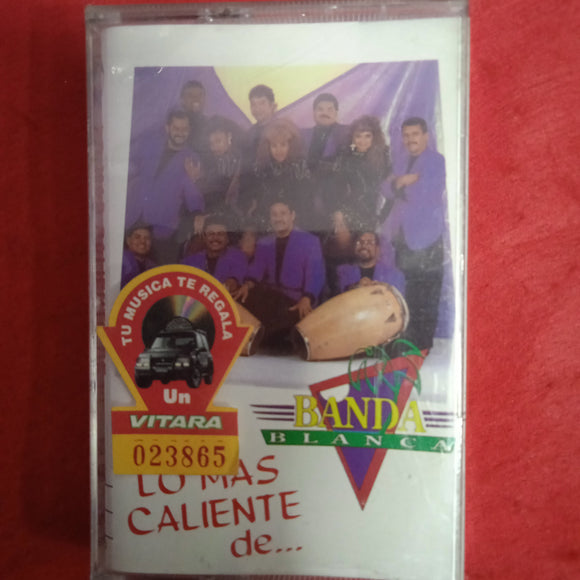 TU MUSICA TE REGALA
Un
VITARA
023865
BANDA
BLANCA
LO MAS
CALIENTE
de...